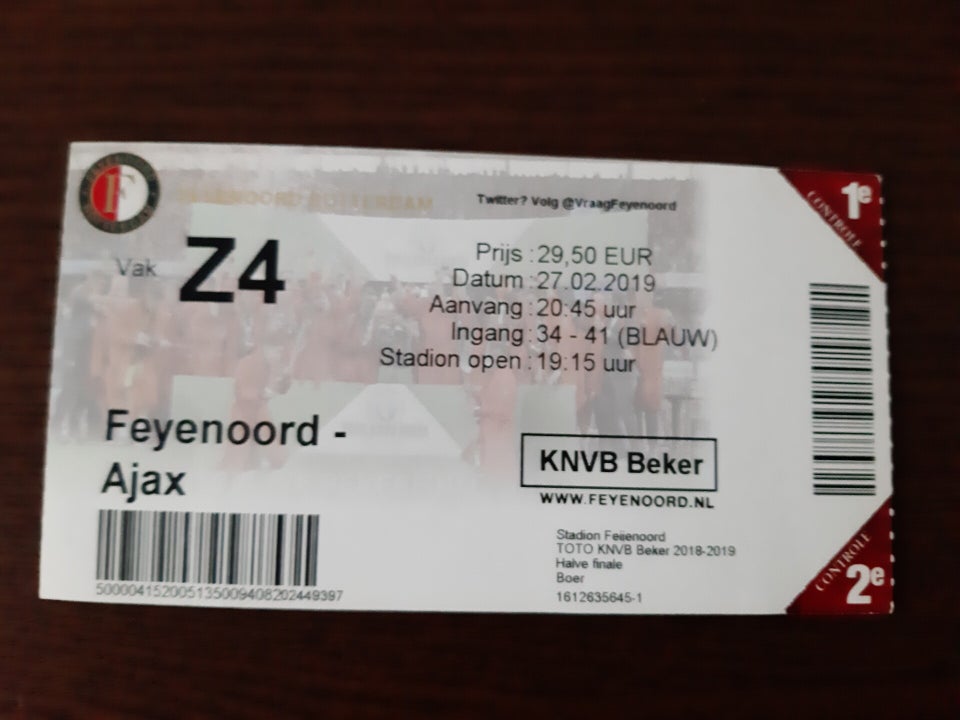 FEYENOORD ROTTERDAM
Twitter? Volg @VraagFeyenoord
F
Vak Z4
Prijs : 29,50 EUR
Datum : 27.02.2019
Aanvang : 20:45 uur
Ingang : 34 - 41 (BLAUW)
Stadion open : 19:15 uur
Feyenoord -
Ajax
KNVB Beker
WWW.FEYENOORD.NL
Stadion Feijenoord
TOTO KNVB Beker 2018-2019
Halve finale
Boer
1612635645-1
500004152005135009408202449397
1e
CONTROLE
CONTROLE
2e